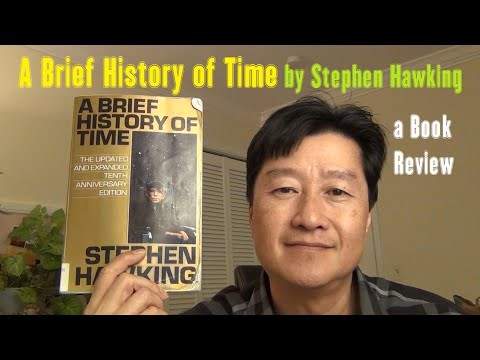 A Brief History of Time by Stephen Hawking
a Book
Review
A BRIEF
HISTORY OF
TIME
THE UPDATED
AND EXPANDED
TENTH
ANNIVERSARY
EDITION
STEPHEN
HAWKING